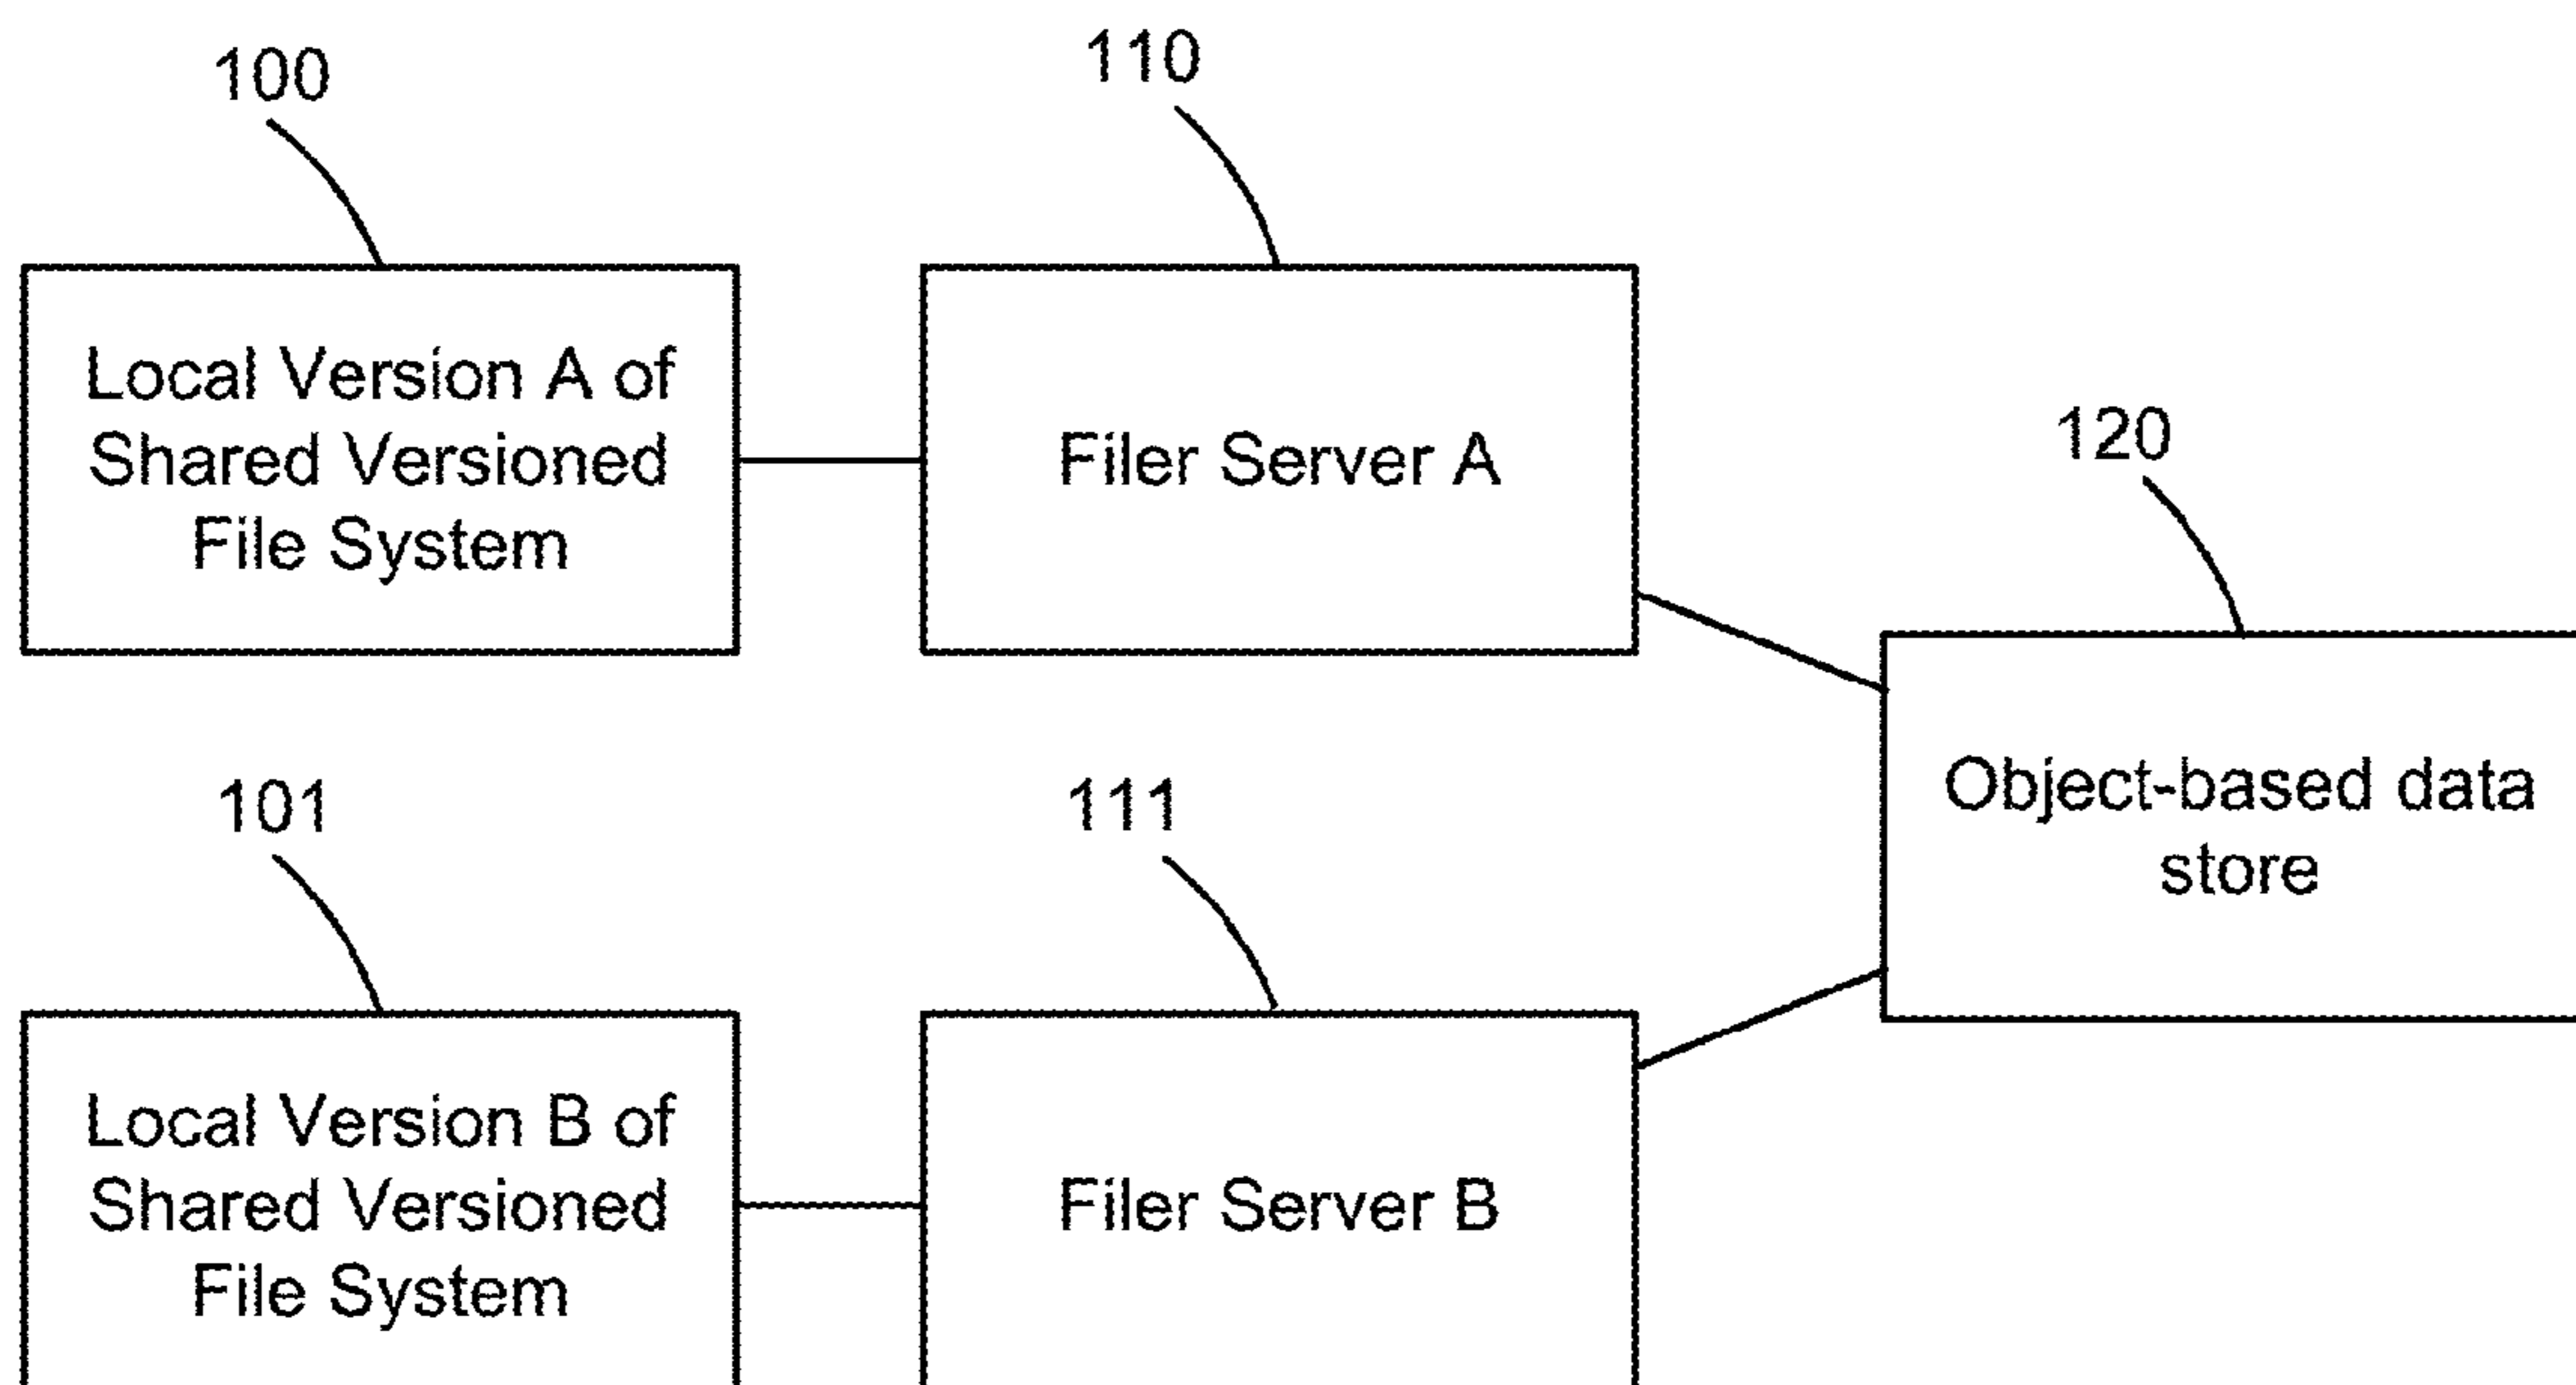 100
110
Local Version A of
Shared Versioned
File System
Filer Server A
120
Object-based data
store
101
111
Local Version B of
Shared Versioned
File System
Filer Server B